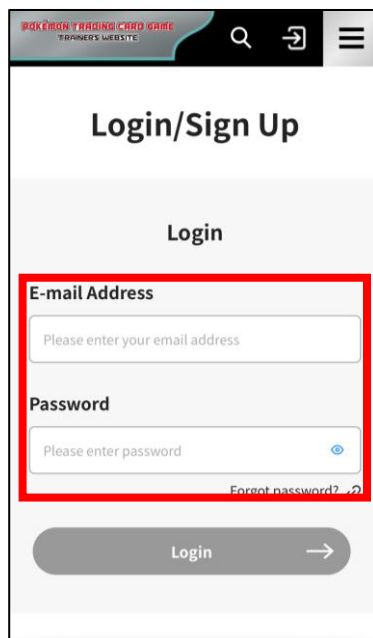 POKÉMON TRADING CARD GAME
TRAINERS WEBSITE
Login/Sign Up
Login
E-mail Address
Please enter your email address
Password
Please enter password
Forgot password?
Login